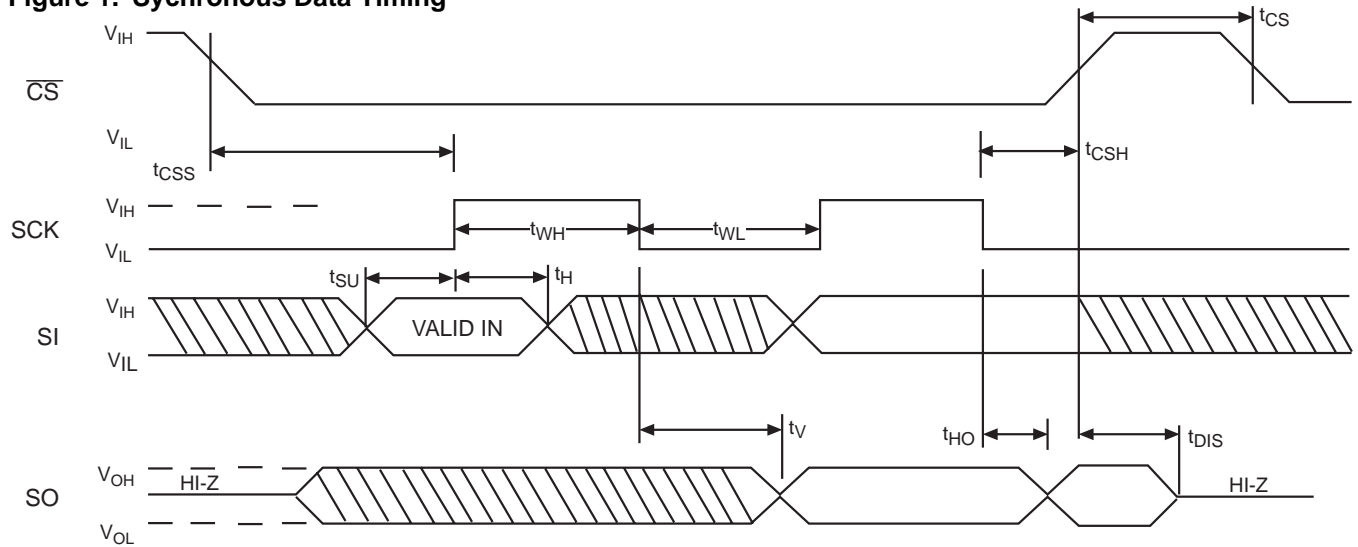 Figure 1. Sychronous Data Timing
tCS
VIH
CS
VIL
tCSS
tCSH
VIH
SCK
tWH
tWL
VIL
tSU
tH
VIH
SI
VALID IN
VIL
tV
tHO
tDIS
VOH
HI-Z
HI-Z
SO
VOL